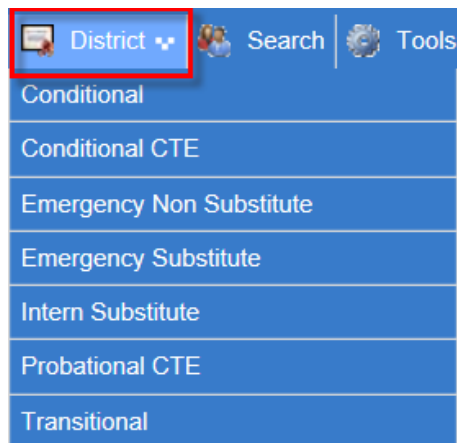 District Search Tools
Conditional
Conditional CTE
Emergency Non Substitute
Emergency Substitute
Intern Substitute
Probational CTE
Transitional